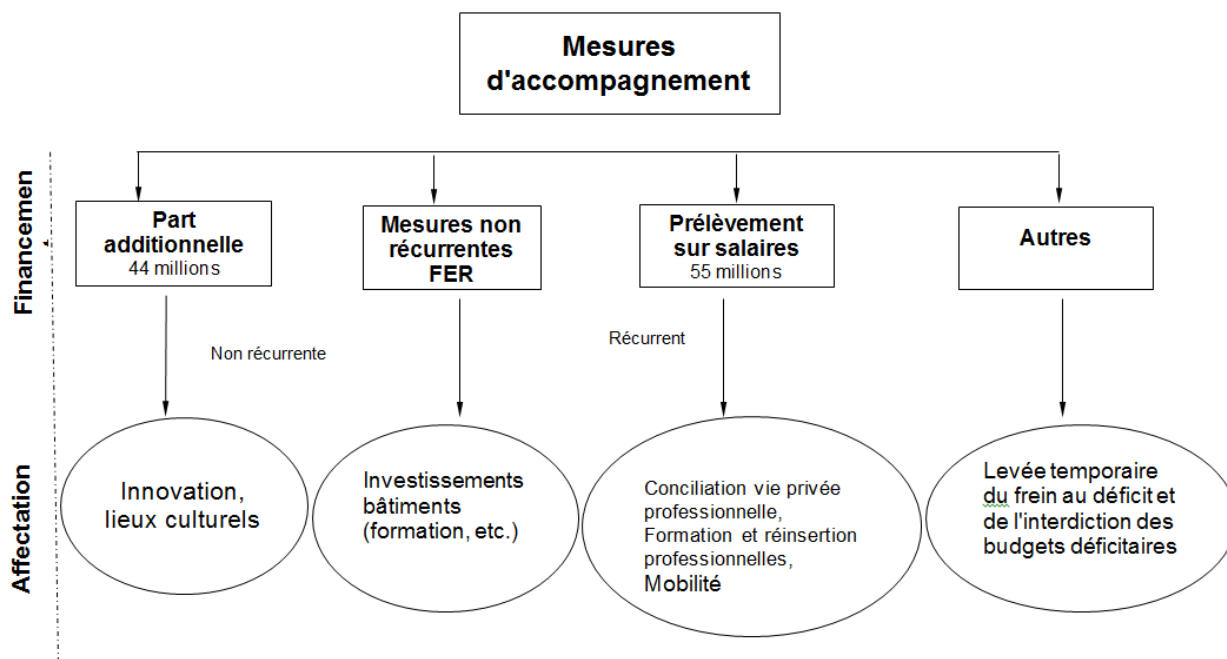 Mesures
d'accompagnement
Financemen
Part
additionnelle
44 millions
Mesures non
récurrentes
FER
Prélèvement
sur salaires
55 millions
Autres
Non récurrente
Récurrent
Affectation
Innovation,
lieux culturels
Investissements
bâtiments
(formation, etc.)
Conciliation vie privée
professionnelle,
Formation et réinsertion
professionnelles,
Mobilité
Levée temporaire
du frein au déficit et
de l'interdiction des
budgets déficitaires